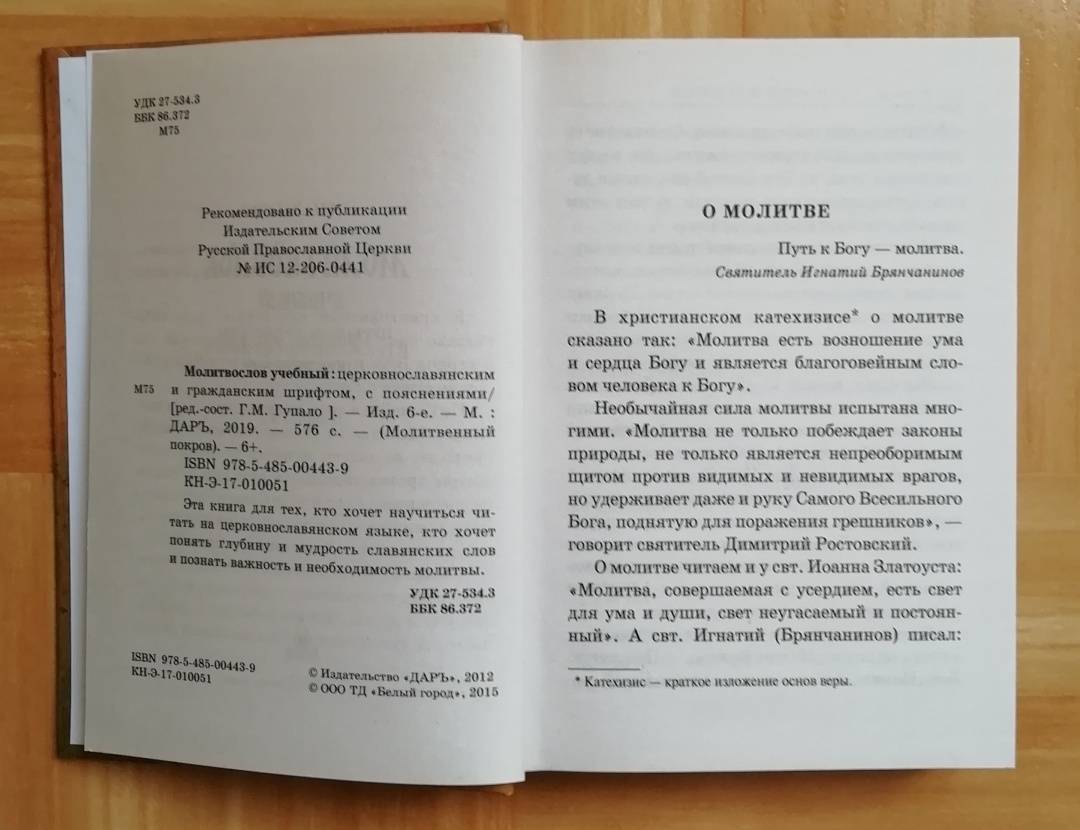 УДК 27-534.3
ББК 86.372
М75
Рекомендовано к публикации
Издательским Советом
Русской Православной Церкви
№ ИС 12-206-0441
Молитвослов учебный : церковнославянским
М75 и гражданским шрифтом, с пояснениями/
[ред.-сост. Г.М. Гупало ]. — Изд. 6-е. — М. :
ДАРЪ, 2019. — 576 с. — (Молитвенный
покров). — 6+.
ISBN 978-5-485-00443-9
КН-Э-17-010051
Эта книга для тех, кто хочет научиться чи-
тать на церковнославянском языке, кто хочет
понять глубину и мудрость славянских слов
и познать важность и необходимость молитвы.
УДК 27-534.3
ББК 86.372
ISBN 978-5-485-00443-9
КН-Э-17-010051
© Издательство «ДАРЪ», 2012
© ООО ТД «Белый город», 2015
О МОЛИТВЕ
Путь к Богу — молитва.
Святитель Игнатий Брянчанинов
В христианском катехизисе* о молитве
сказано так: «Молитва есть возношение ума
и сердца Богу и является благоговейным сло-
вом человека к Богу».
Необычайная сила молитвы испытана мно-
гими. «Молитва не только побеждает законы
природы, не только является непреоборимым
щитом против видимых и невидимых врагов,
но удерживает даже и руку Самого Всесильного
Бога, поднятую для поражения грешников», —
говорит святитель Димитрий Ростовский.
О молитве читаем и у свт. Иоанна Златоуста:
«Молитва, совершаемая с усердием, есть свет
для ума и души, свет неугасаемый и постоян-
ный». А свт. Игнатий (Брянчанинов) писал:
* Катехизис — краткое изложение основ веры.